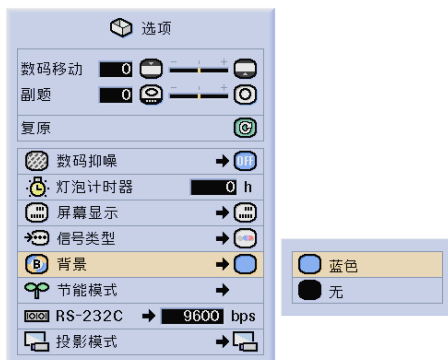 选项
数码移动 0
副题 0
复原
数码抑噪 OFF
灯泡计时器 0 h
屏幕显示
信号类型
B 背景
蓝色
无
节能模式
RS-232C 9600 bps
投影模式